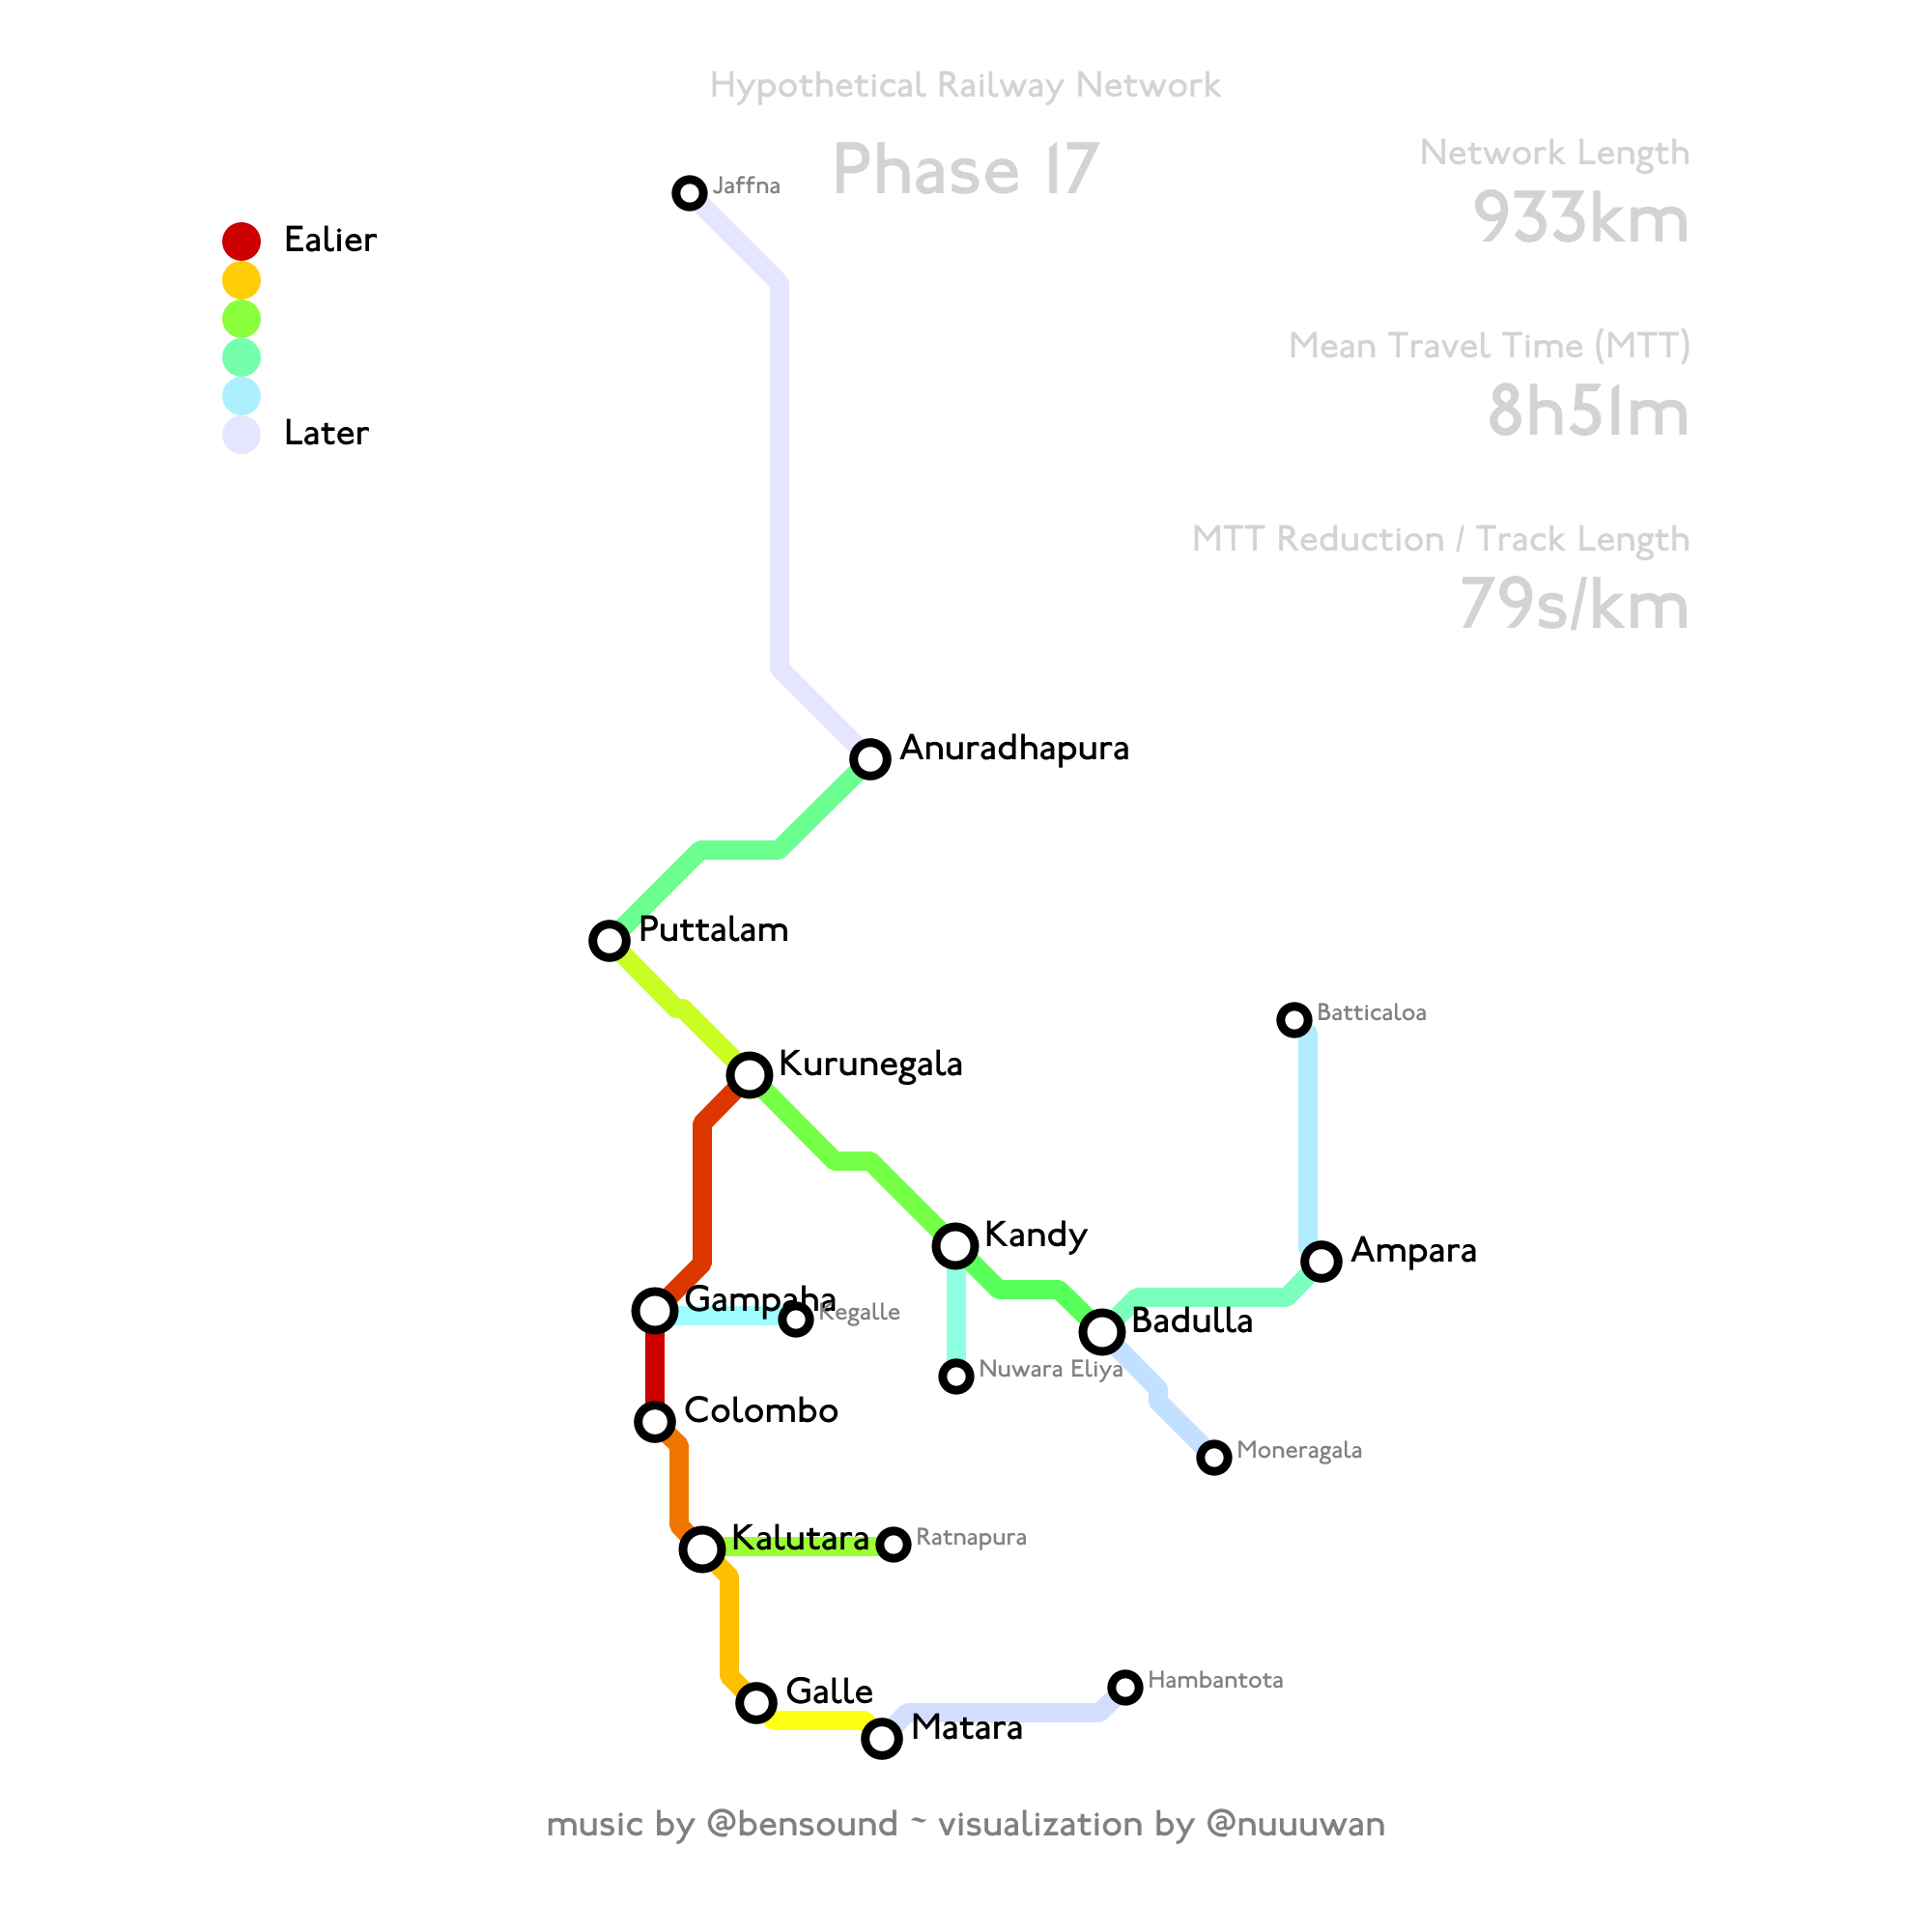 Hypothetical Railway Network
Phase 17
Network Length
933km
Mean Travel Time (MTT)
8h51m
MTT Reduction / Track Length
79s/km
Ealier
Later
Jaffna
Anuradhapura
Puttalam
Batticaloa
Kurunegala
Kandy
Ampara
Gampaha
Kegalle
Badulla
Nuwara Eliya
Colombo
Moneragala
Kalutara
Ratnapura
Galle
Hambantota
Matara
music by @bensound ~ visualization by @nuuuwan